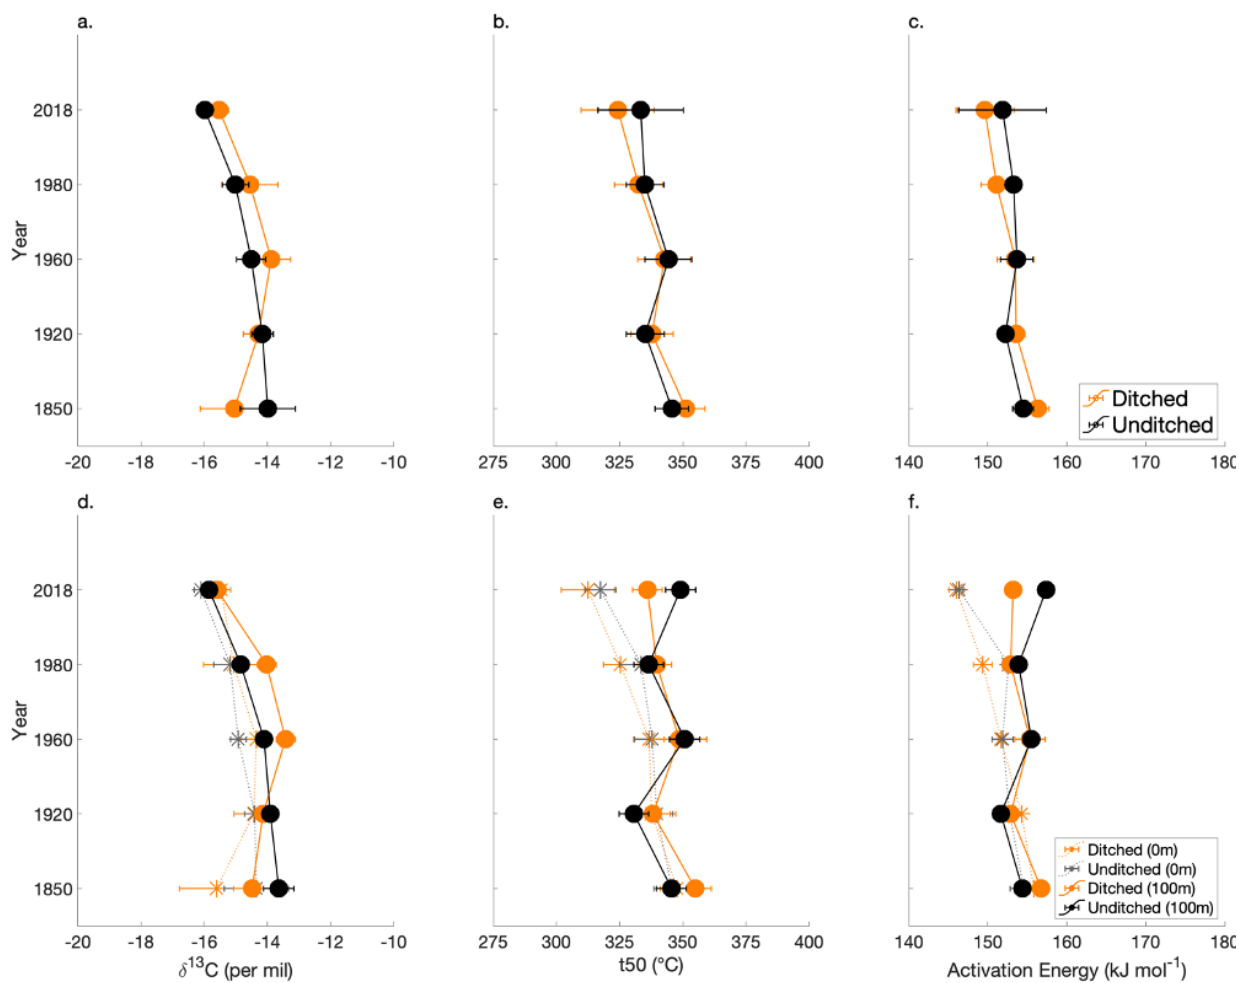 a.
b.
c.
2018
1980
1960
1920
1850
Year
-20
-18
-16
-14
-12
-10
275
300
325
350
375
400
140
150
160
170
180
Ditched
Unditched
d.
e.
f.
2018
1980
1960
1920
1850
Year
-20
-18
-16
-14
-12
-10
δ¹³C (per mil)
275
300
325
350
375
400
t50 (°C)
140
150
160
170
180
Activation Energy (kJ mol⁻¹)
Ditched (0m)
Unditched (0m)
Ditched (100m)
Unditched (100m)